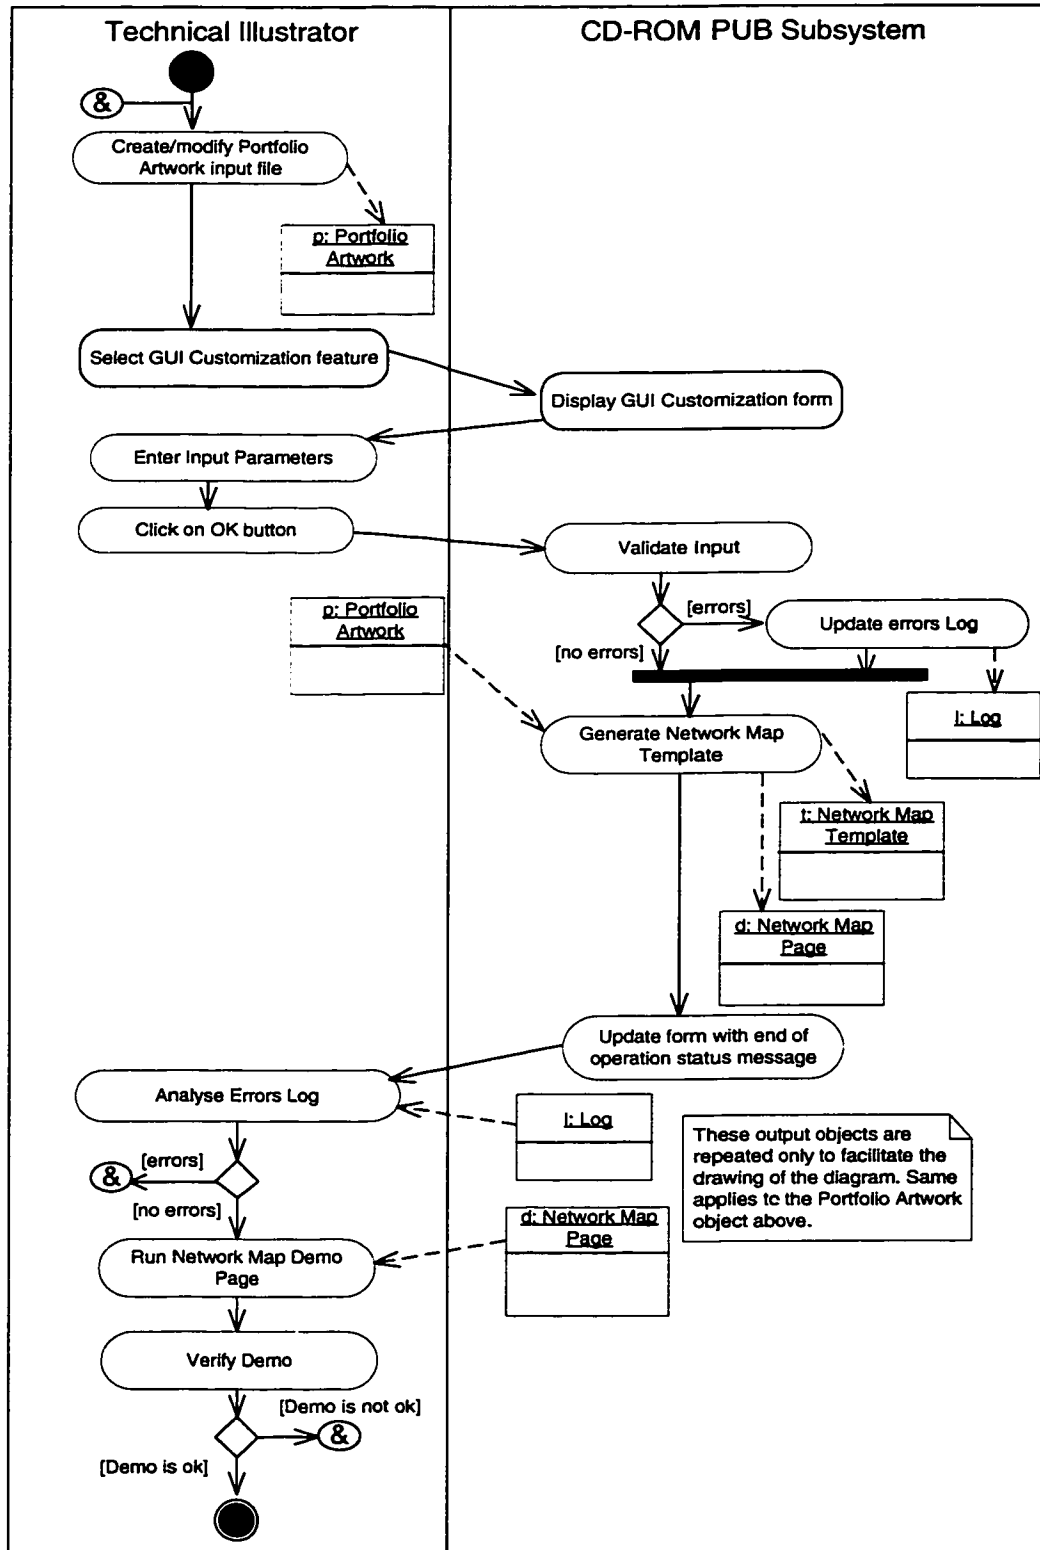 Technical Illustrator
CD-ROM PUB Subsystem
&
Create/modify Portfolio
Artwork input file
p: Portfolio
Artwork
Select GUI Customization feature
Display GUI Customization form
Enter Input Parameters
Click on OK button
Validate Input
p: Portfolio
Artwork
[errors]
Update errors Log
[no errors]
l: Log
Generate Network Map
Template
t: Network Map
Template
d: Network Map
Page
Update form with end of
operation status message
Analyse Errors Log
l: Log
These output objects are
repeated only to facilitate the
drawing of the diagram. Same
applies to the Portfolio Artwork
object above.
[errors]
&
[no errors]
d: Network Map
Page
Run Network Map Demo
Page
Verify Demo
[Demo is not ok]
&
[Demo is ok]